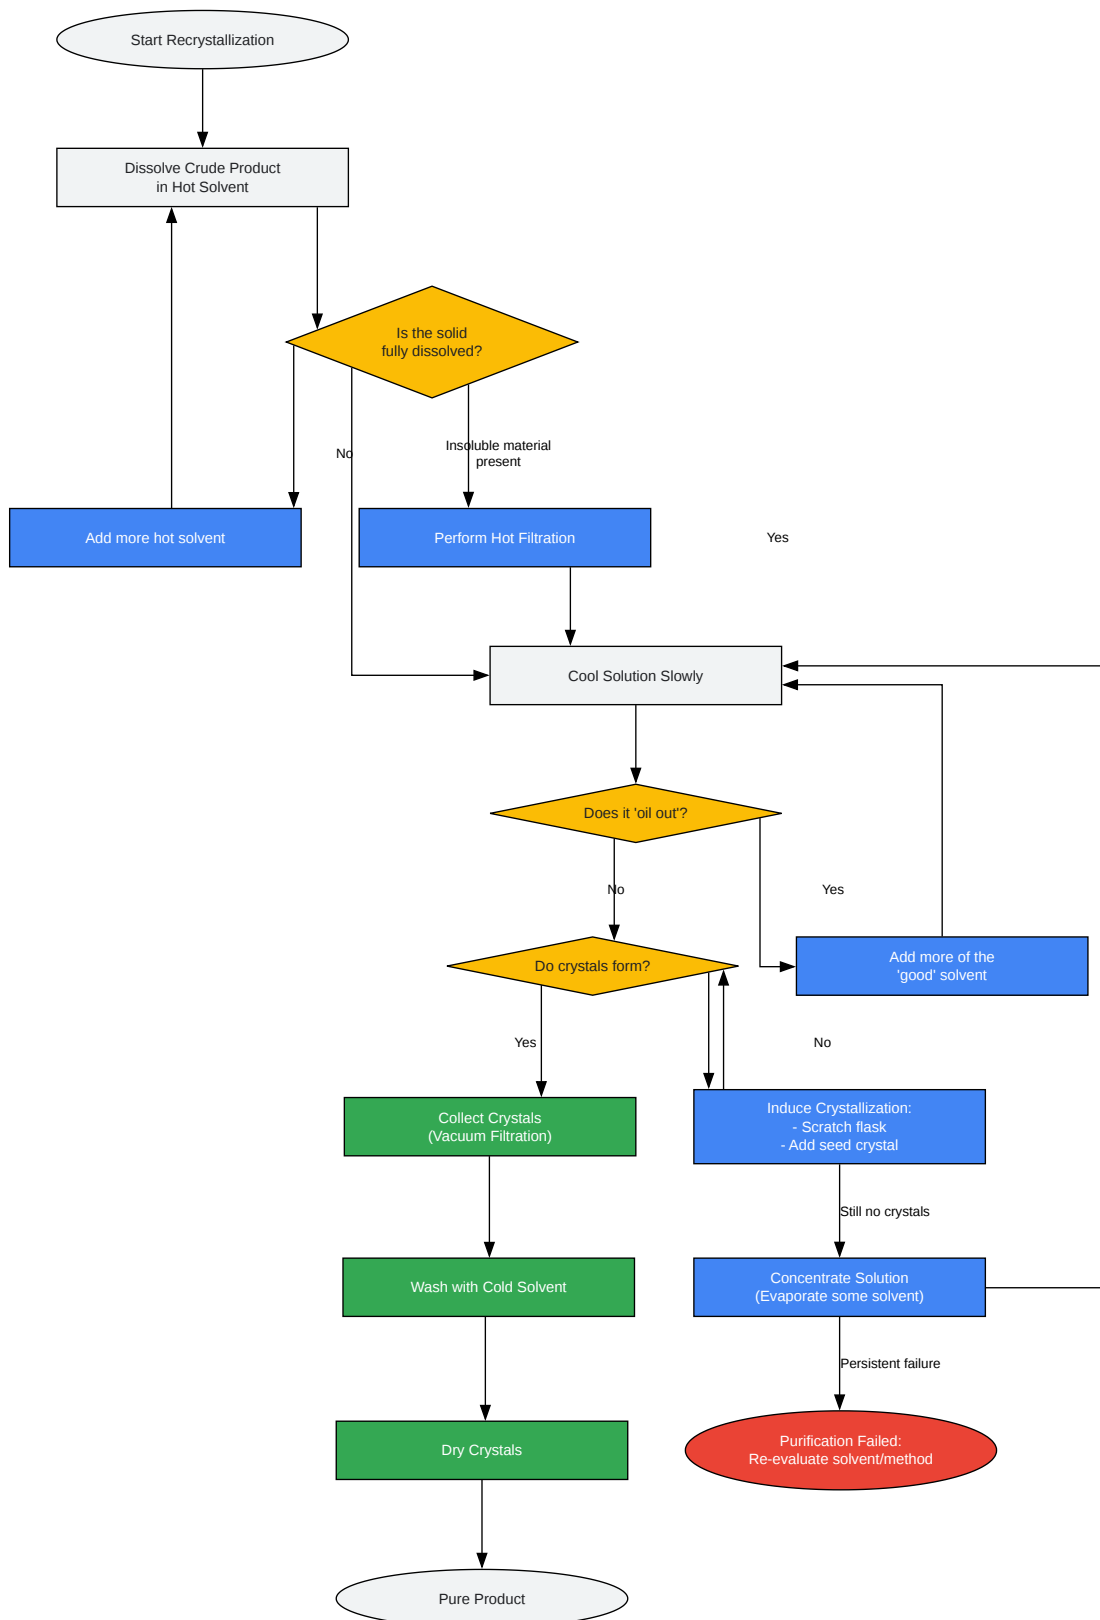 Start Recrystallization
Dissolve Crude Product
in Hot Solvent
Is the solid
fully dissolved?
No
Insoluble material
present
Add more hot solvent
Perform Hot Filtration
Yes
Cool Solution Slowly
Does it 'oil out'?
No
Yes
Do crystals form?
Add more of the
'good' solvent
Yes
No
Collect Crystals
(Vacuum Filtration)
Induce Crystallization:
- Scratch flask
- Add seed crystal
Still no crystals
Wash with Cold Solvent
Concentrate Solution
(Evaporate some solvent)
Persistent failure
Dry Crystals
Purification Failed:
Re-evaluate solvent/method
Pure Product